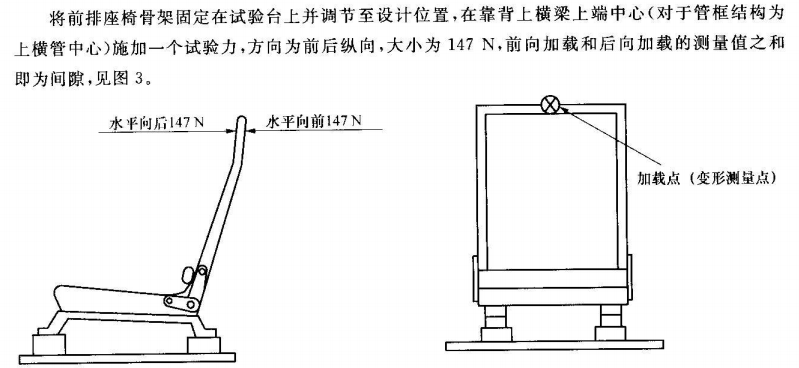 将前排座椅骨架固定在试验台上并调节至设计位置,在靠背上横梁上端中心(对于管框结构为
上横管中心)施加一个试验力,方向为前后纵向,大小为 147 N,前向加载和后向加载的测量值之和
即为间隙,见图 3。
水平向后147 N
水平向前147 N
加载点(变形测量点)